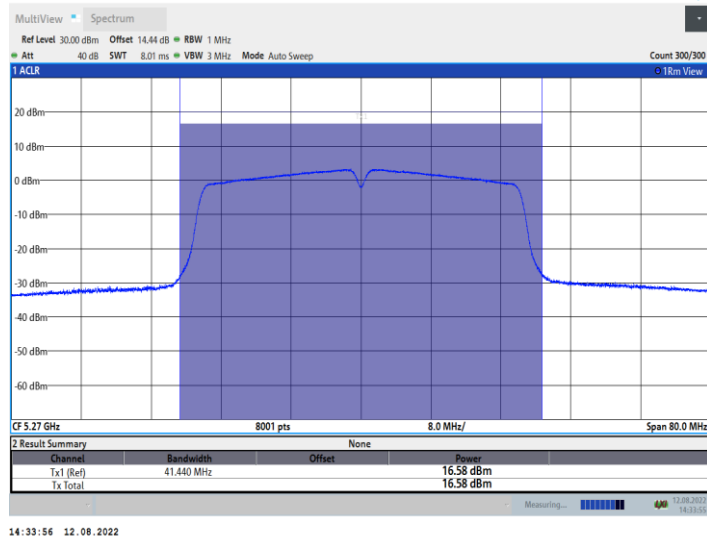 MultiView Spectrum
Ref Level 30.00 dBm Offset 14.44 dB RBW 1 MHz
Att 40 dB SWT 8.01 ms VBW 3 MHz Mode Auto Sweep Count 300/300
1 ACLR 1Rm View
20 dBm
10 dBm
0 dBm
-10 dBm
-20 dBm
-30 dBm
-40 dBm
-50 dBm
-60 dBm
CF 5.27 GHz 8001 pts 8.0 MHz/ Span 80.0 MHz
2 Result Summary None
Channel Bandwidth Offset Power
Tx1 (Ref) 41.440 MHz 16.58 dBm
Tx Total 16.58 dBm
Measuring... 12.08.2022
14:33:55
14:33:56 12.08.2022